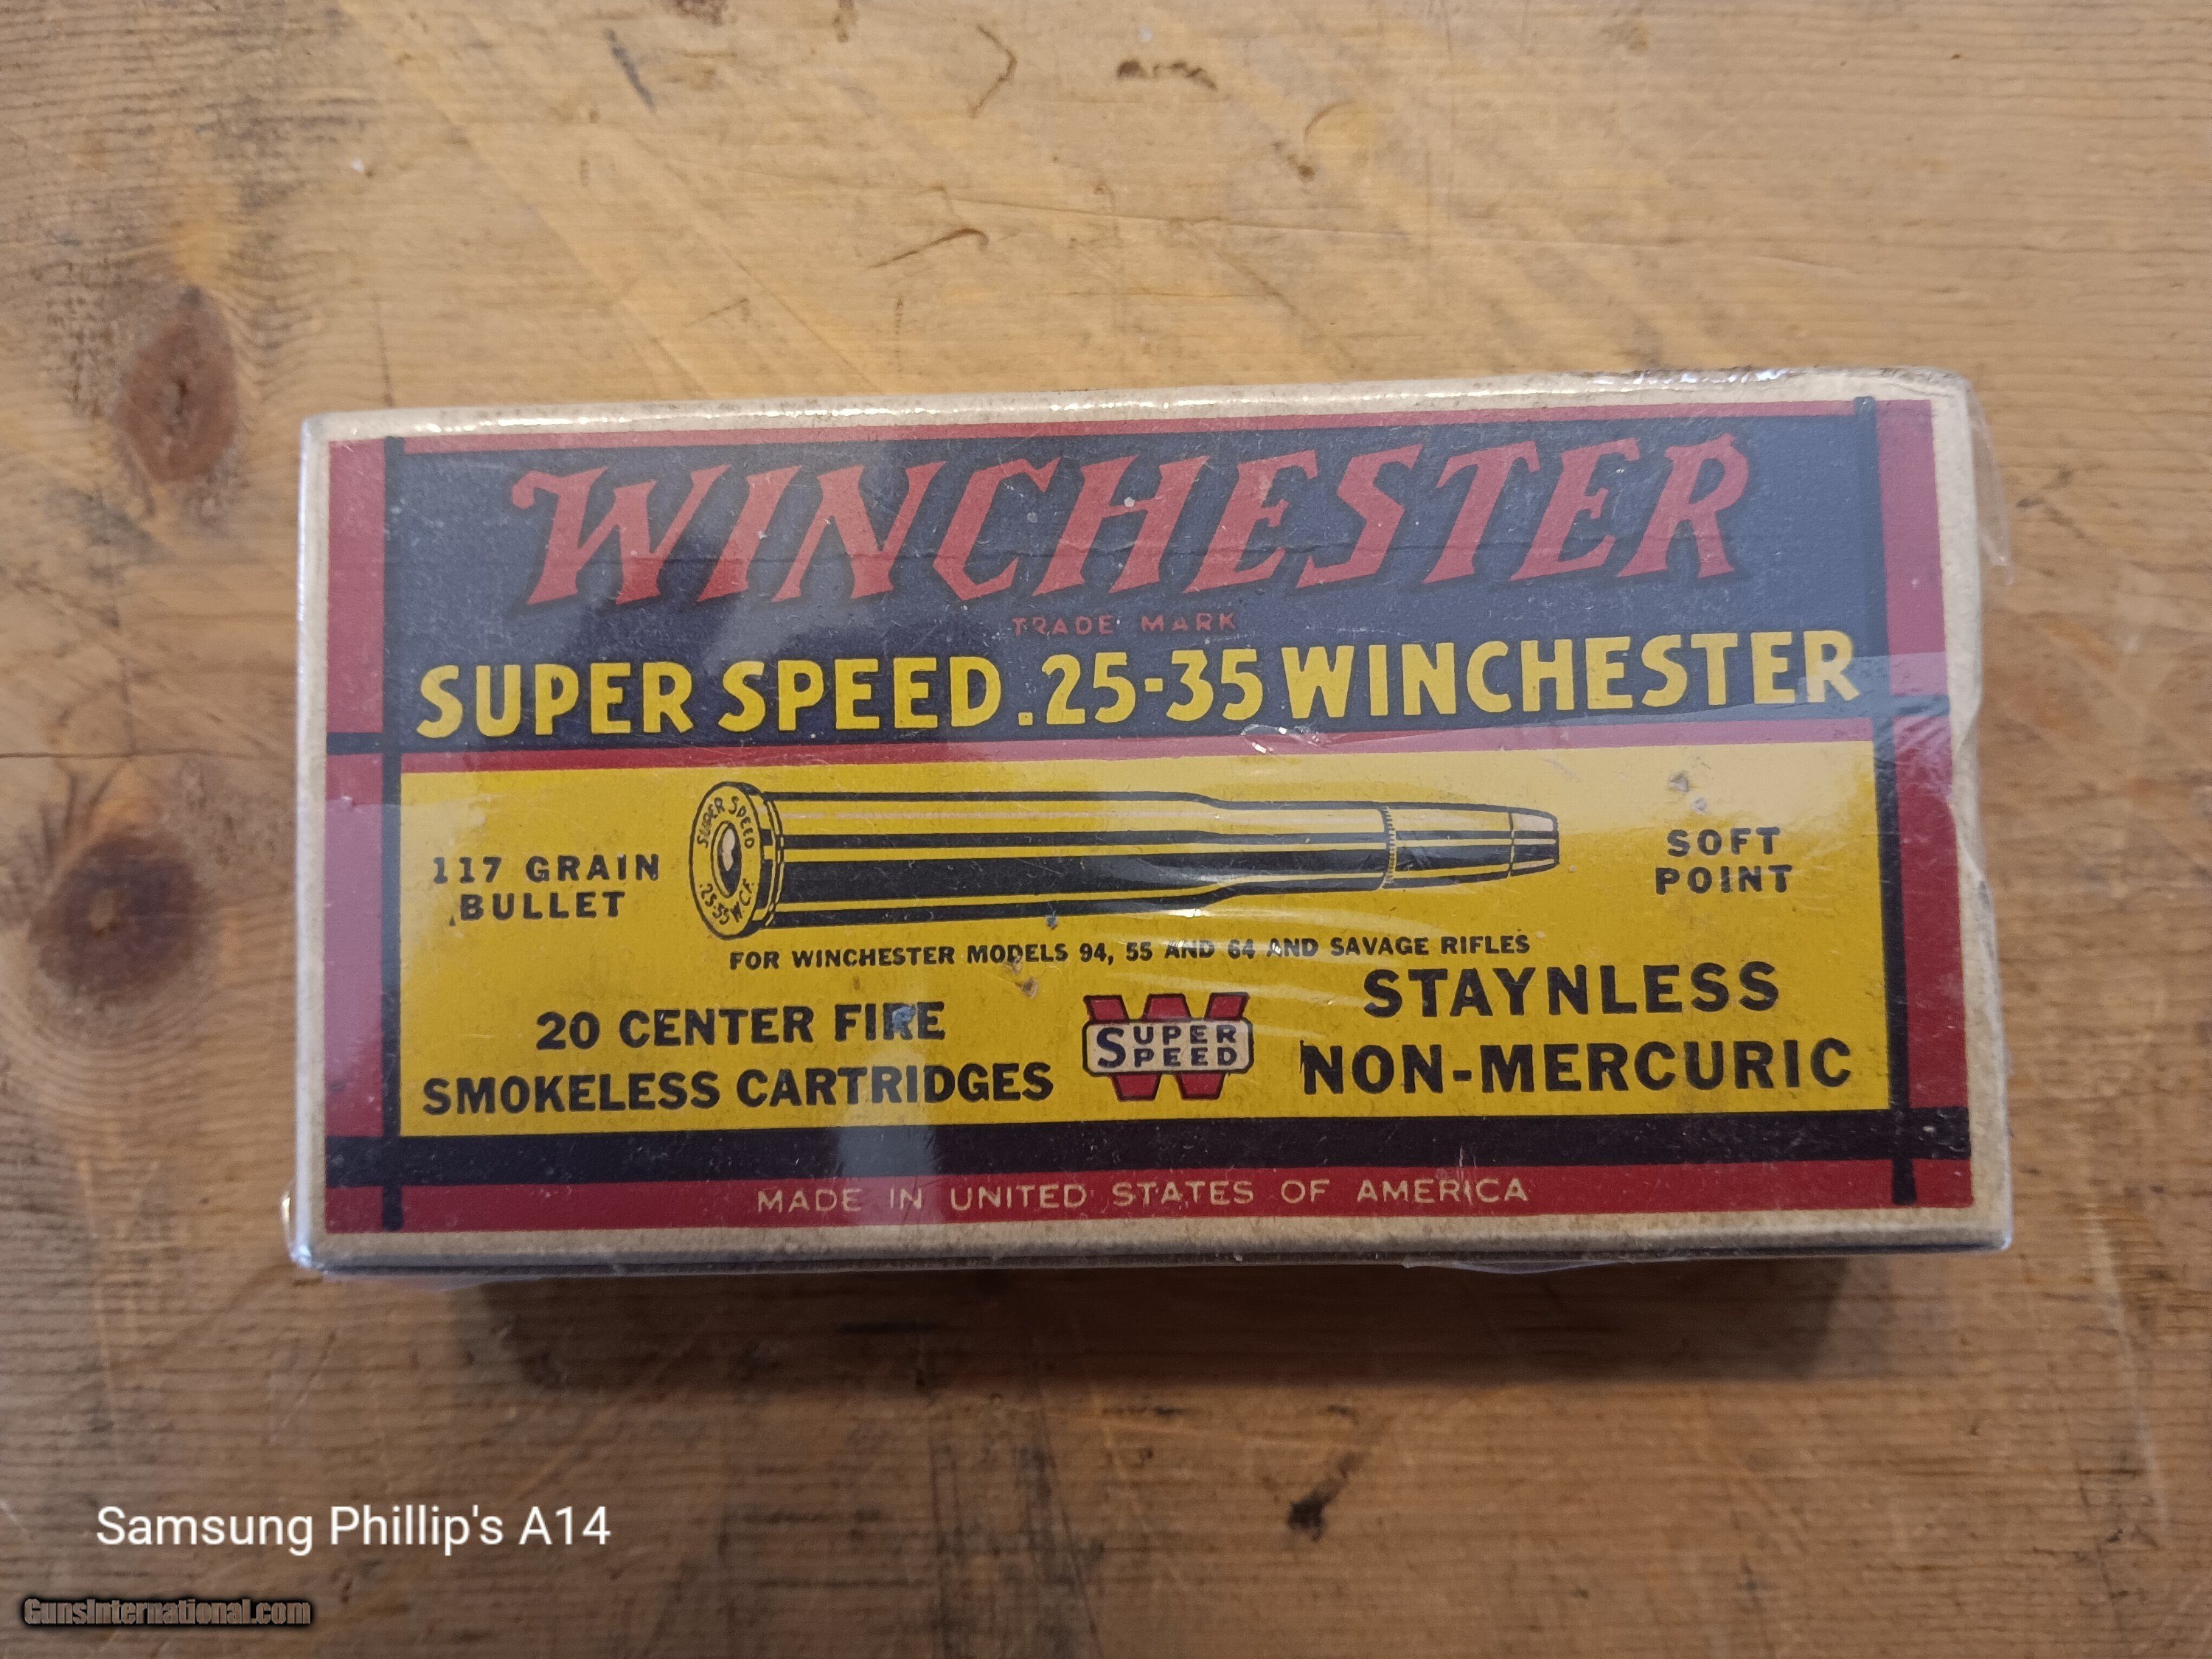 WINCHESTER
TRADE MARK
SUPER SPEED .25-35 WINCHESTER
117 GRAIN
BULLET
SUPER SPEED
.25-35 W.C.F.
SOFT
POINT
FOR WINCHESTER MODELS 94, 55 AND 64 AND SAVAGE RIFLES
20 CENTER FIRE
SMOKELESS CARTRIDGES
W
SUPER
SPEED
STAYNLESS
NON-MERCURIC
MADE IN UNITED STATES OF AMERICA
Samsung Phillip's A14
GunsInternational.com